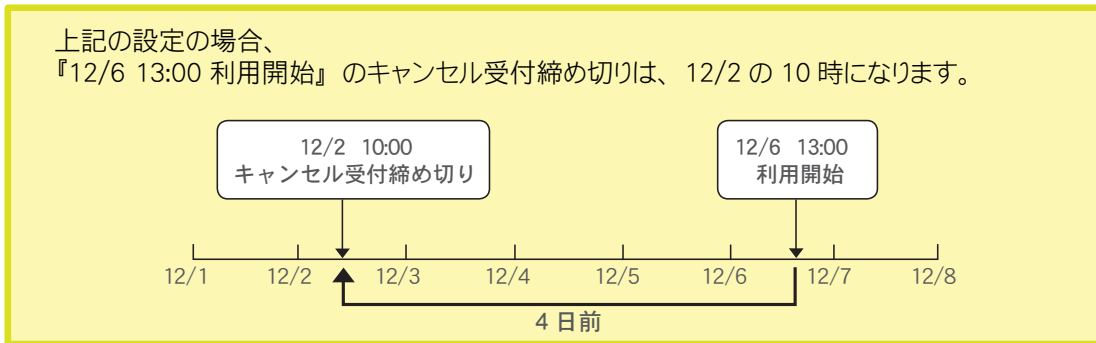 上記の設定の場合、
『12/6 13:00 利用開始』のキャンセル受付締め切りは、12/2 の 10 時になります。
12/2 10:00
キャンセル受付締め切り
12/6 13:00
利用開始
12/1 12/2 12/3 12/4 12/5 12/6 12/7 12/8
4 日前